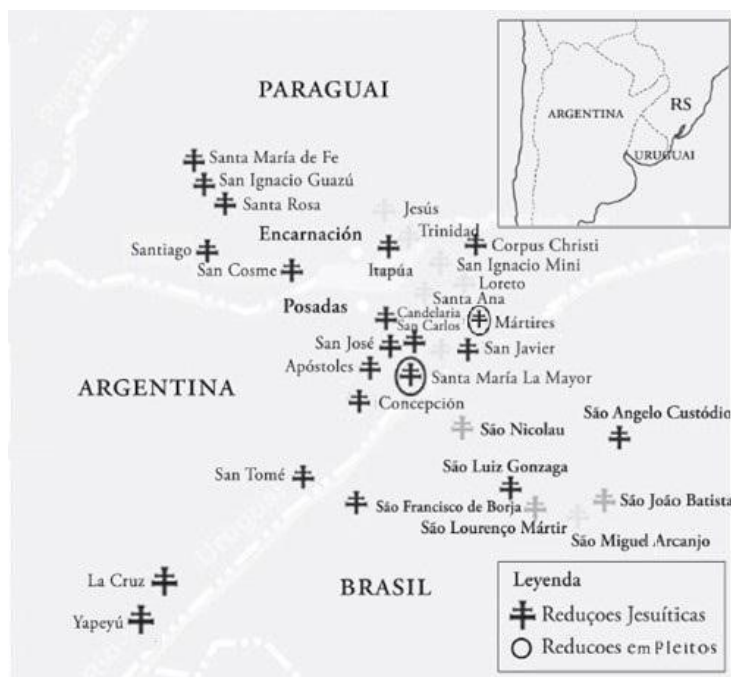 PARAGUAI
ARGENTINA
RS
URUGUAI
Santa María de Fe
San Ignacio Guazú
Santa Rosa
Jesús
Encarnación
Trinidad
Santiago
Corpus Christi
San Cosme
Itapúa
San Ignacio Mini
Loreto
Santa Ana
Posadas
Candelaria
San Carlos
Mártires
San José
San Javier
Apóstoles
Santa María La Mayor
ARGENTINA
Concepción
São Angelo Custódio
São Nicolau
São Luiz Gonzaga
San Tomé
São Francisco de Borja
São João Batista
São Lourenço Mártir
São Miguel Arcanjo
La Cruz
BRASIL
Yapeyú
Leyenda
Reduçoes Jesuíticas
Reducoes em Pleitos
Paraguai
Uruguai